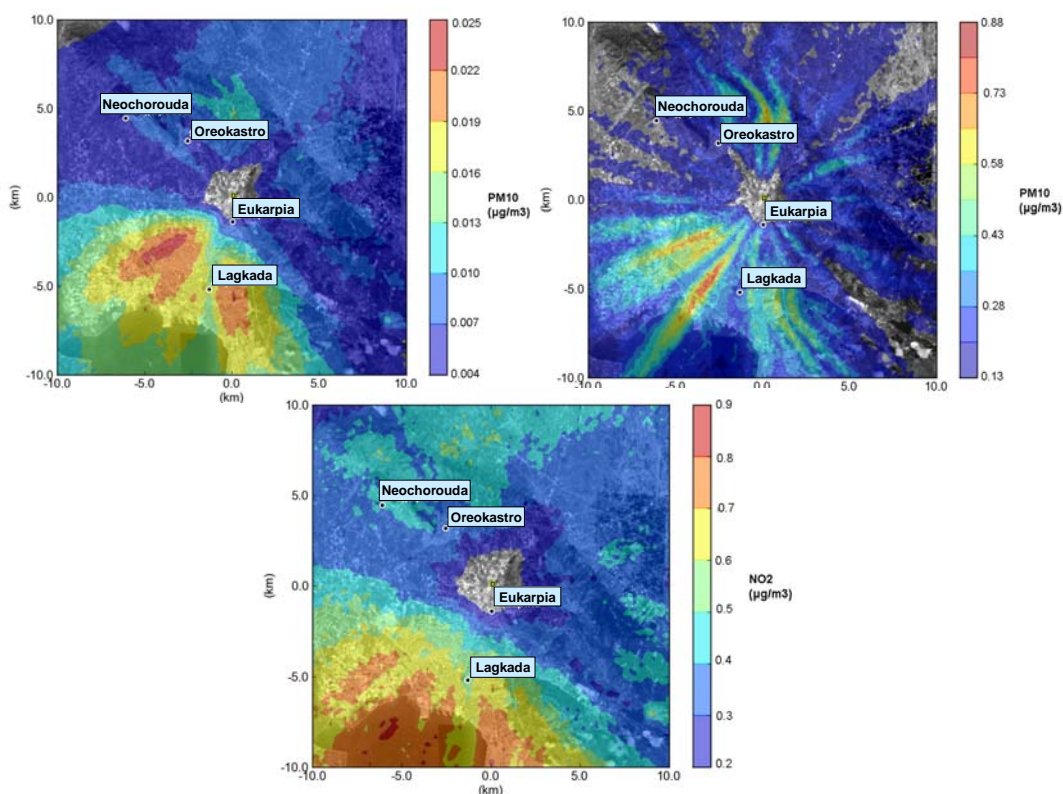 10.0
5.0
0.0
-5.0
-10.0
(km)
-10.0
-5.0
0.0
5.0
10.0
(km)
Neochorouda
Oreokastro
Eukarpia
Lagkada
0.025
0.022
0.019
0.016
0.013
0.010
0.007
0.004
PM10
(µg/m3)
10.0
5.0
0.0
-5.0
-10.0
(km)
-10.0
-5.0
0.0
5.0
10.0
(km)
Neochorouda
Oreokastro
Eukarpia
Lagkada
0.88
0.73
0.58
0.43
0.28
0.13
PM10
(µg/m3)
10.0
5.0
0.0
-5.0
-10.0
(km)
-10.0
-5.0
0.0
5.0
10.0
(km)
Neochorouda
Oreokastro
Eukarpia
Lagkada
0.9
0.8
0.7
0.6
0.5
0.4
0.3
0.2
NO2
(µg/m3)